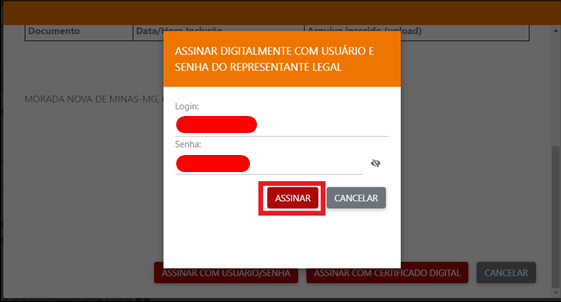 Documento Data/Hora Inclusão Arquivo inserido (upload)
ASSINAR DIGITALMENTE COM USUÁRIO E
SENHA DO REPRESENTANTE LEGAL
MORADA NOVA DE MINAS-MG,
Login:
Senha:
ASSINAR CANCELAR
ASSINAR COM USUÁRIO/SENHA ASSINAR COM CERTIFICADO DIGITAL CANCELAR